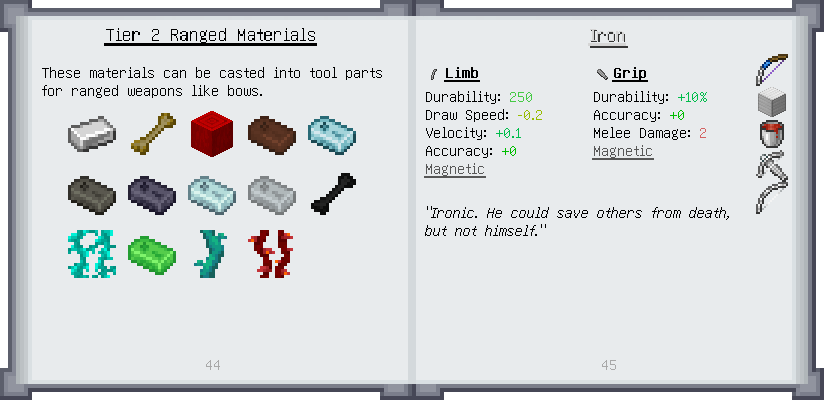 Tier 2 Ranged Materials
These materials can be casted into tool parts
for ranged weapons like bows.
44
Iron
Limb
Durability: 250
Draw Speed: -0.2
Velocity: +0.1
Accuracy: +0
Magnetic
Grip
Durability: +10%
Accuracy: +0
Melee Damage: 2
Magnetic
"Ironic. He could save others from death,
but not himself."
45